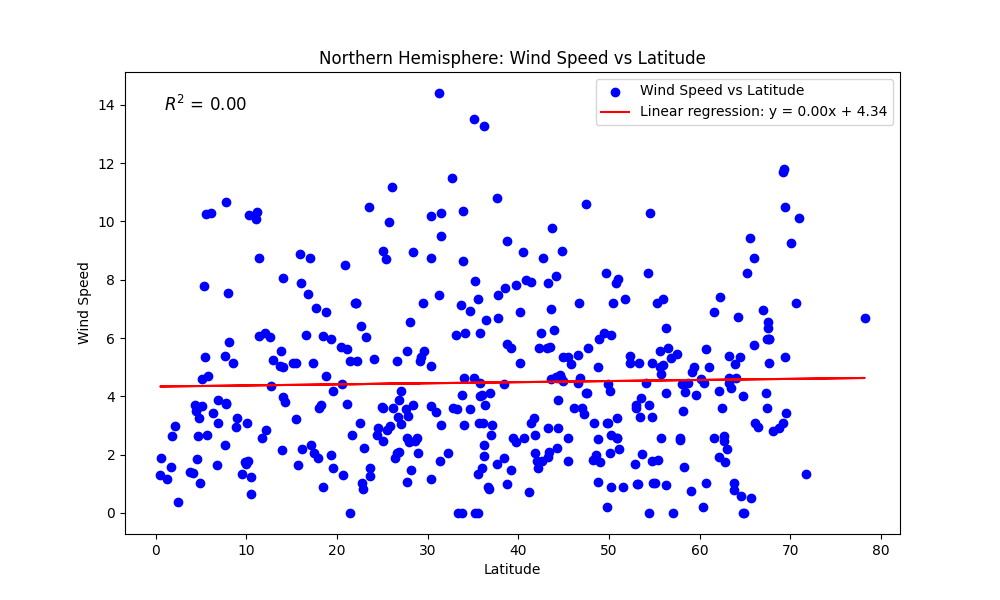 Northern Hemisphere: Wind Speed vs Latitude
R² = 0.00
Wind Speed vs Latitude
Linear regression: y = 0.00x + 4.34
14
12
10
8
6
4
2
0
Wind Speed
0 10 20 30 40 50 60 70 80
Latitude